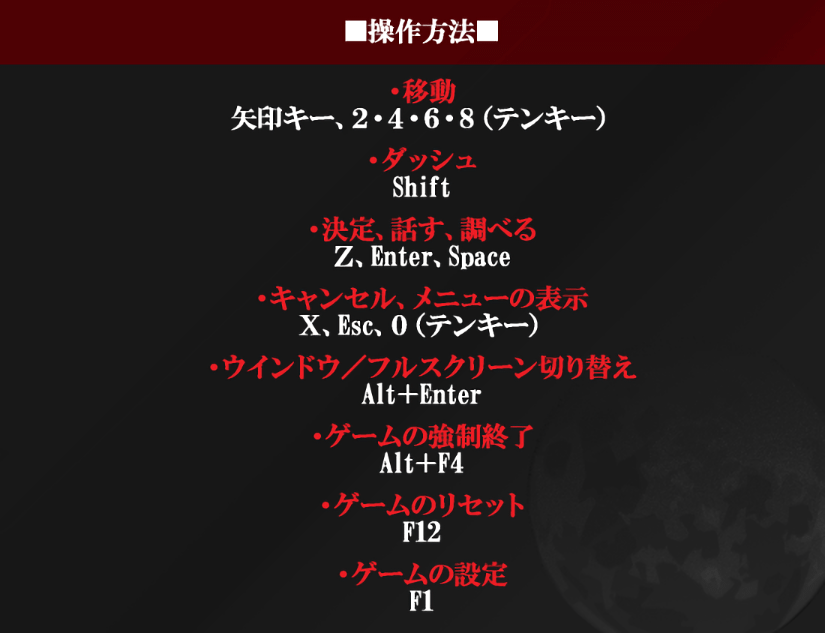 ■操作方法■
・移動
矢印キー、2・4・6・8（テンキー）
・ダッシュ
Shift
・決定、話す、調べる
Z、Enter、Space
・キャンセル、メニューの表示
X、Esc、0（テンキー）
・ウインドウ／フルスクリーン切り替え
Alt＋Enter
・ゲームの強制終了
Alt＋F4
・ゲームのリセット
F12
・ゲームの設定
F1